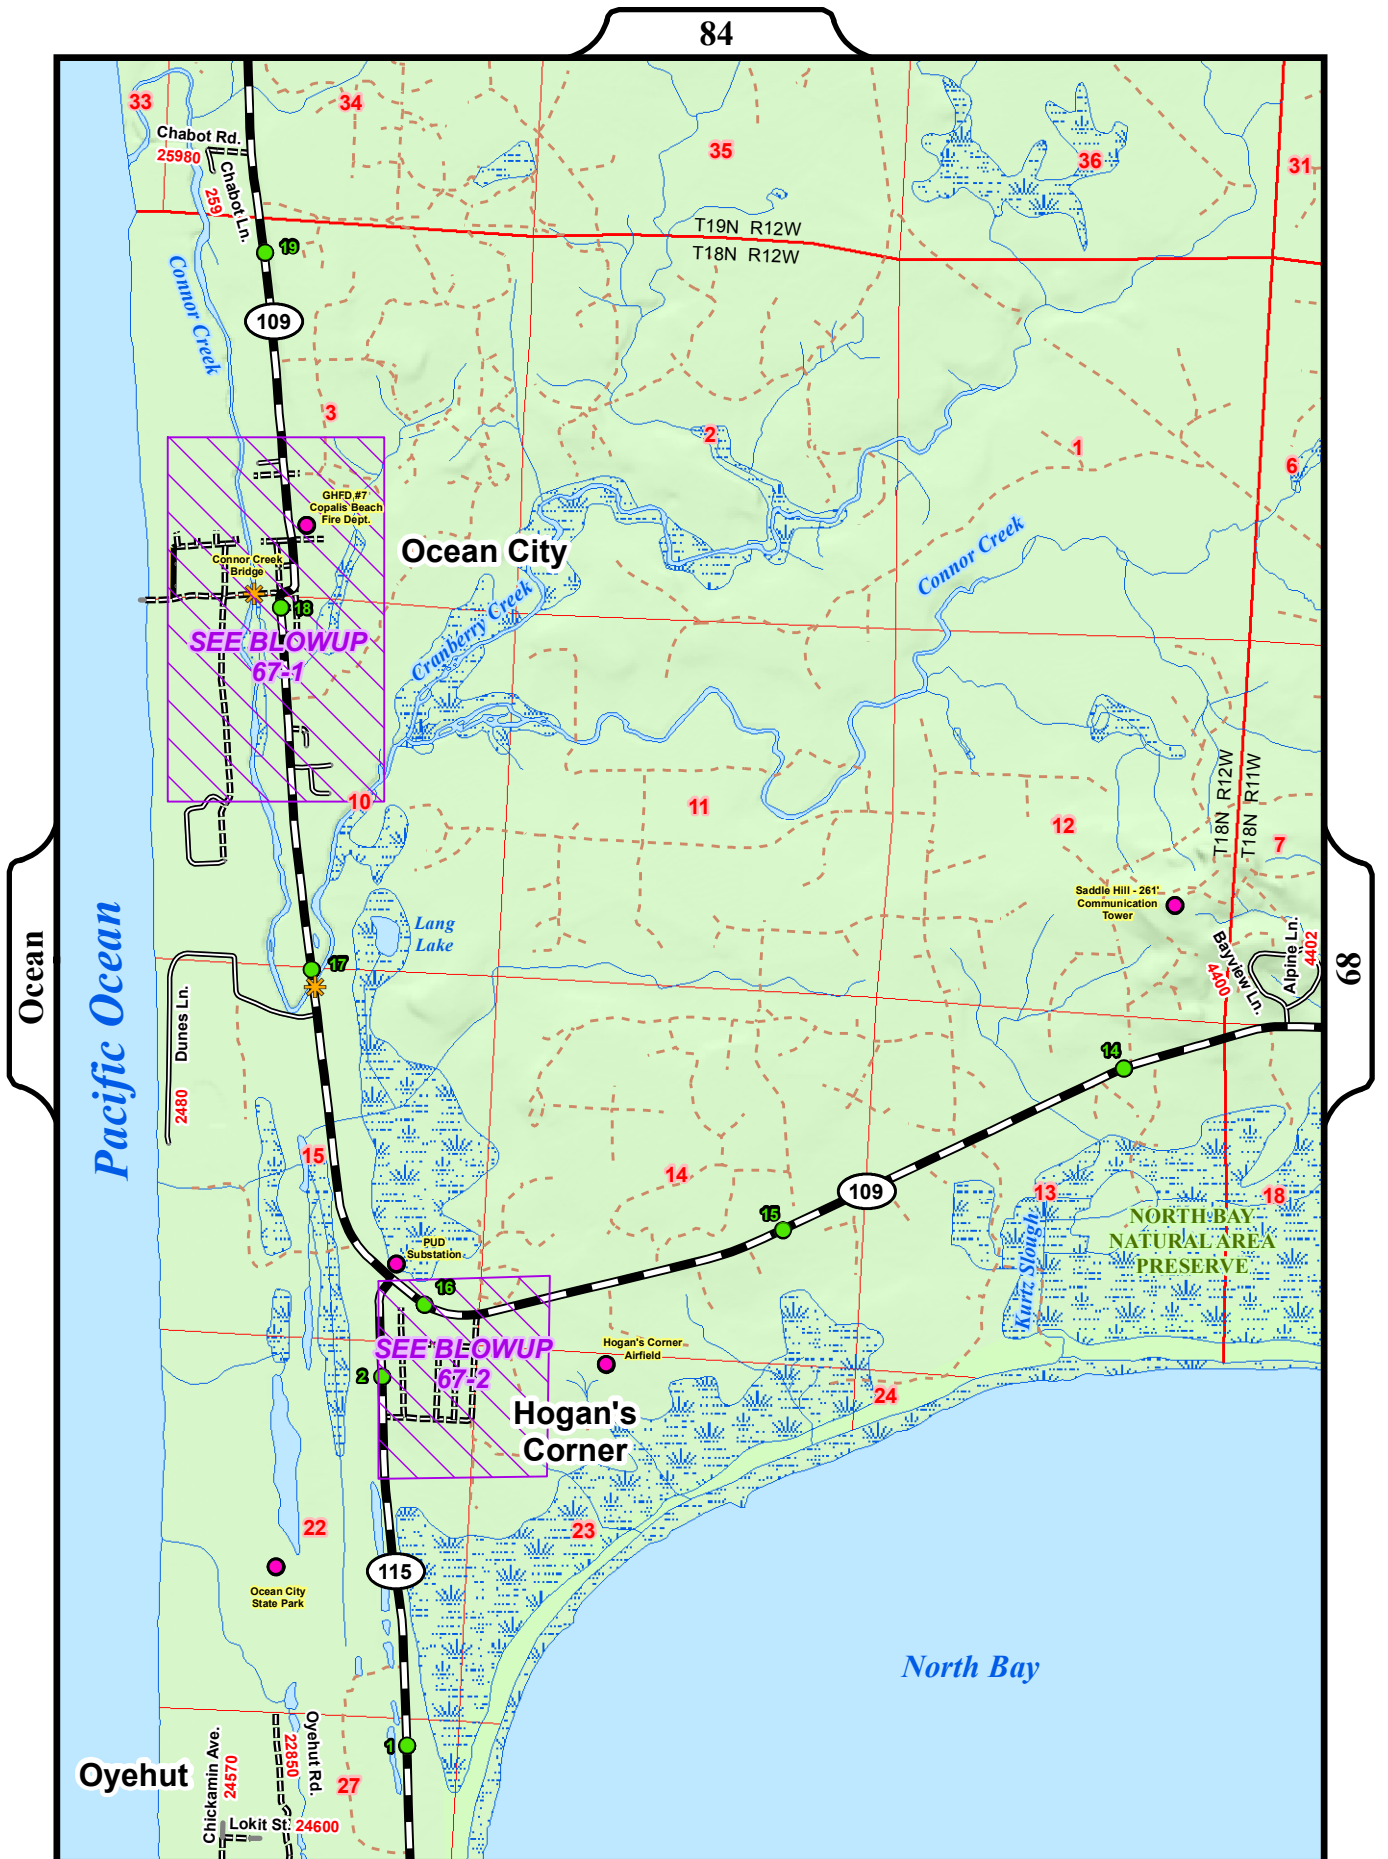 84
33
34
35
36
31
Chabot Rd.
25980
Chabot Ln.
259
T19N R12W
T18N R12W
19
Connor Creek
109
3
2
1
6
GHFD #7
Copalis Beach
Fire Dept.
Ocean City
Connor Creek
Bridge
18
SEE BLOWUP
67-1
Cranberry Creek
Connor Creek
10
11
12
T18N R12W
T18N R11W
7
Saddle Hill - 261'
Communication
Tower
Lang
Lake
Bayview Ln.
4400
Alpine Ln.
4402
Ocean
68
Pacific Ocean
17
Dunes Ln.
2480
14
15
14
109
15
13
18
Kurtz Slough
NORTH BAY
NATURAL AREA
PRESERVE
PUD
Substation
16
SEE BLOWUP
67-2
2
Hogan's Corner
Airfield
24
Hogan's
Corner
22
23
115
Ocean City
State Park
North Bay
1
Oyehut
Chickamin Ave.
24570
22850
Oyehut Rd.
27
Lokit St. 24600